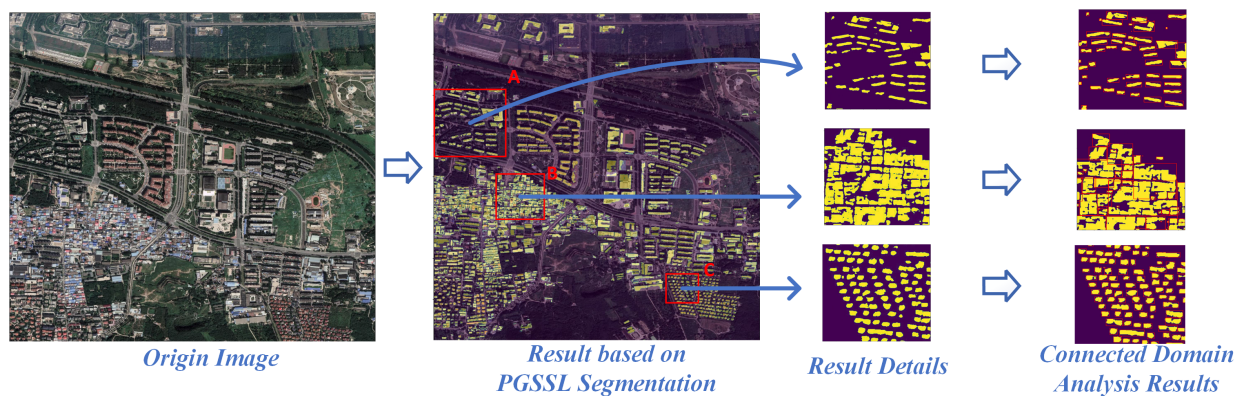 A
B
C
Origin Image
Result based on
PGSSL Segmentation
Result Details
Connected Domain
Analysis Results